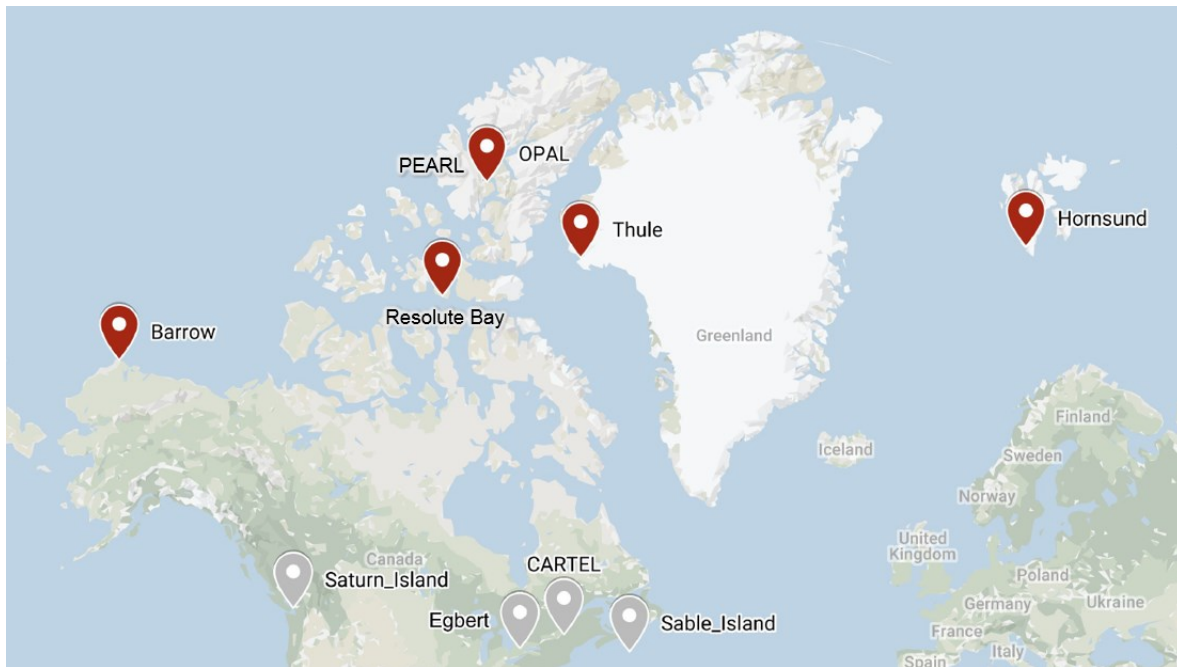 OPAL
PEARL
Thule
Hornsund
Resolute Bay
Barrow
Greenland
Finland
Iceland
Sweden
Norway
United
Kingdom
CARTEL
Canada
Saturn_Island
Poland
Egbert
Sable_Island
Germany
Ukraine
France
Italy
Spain